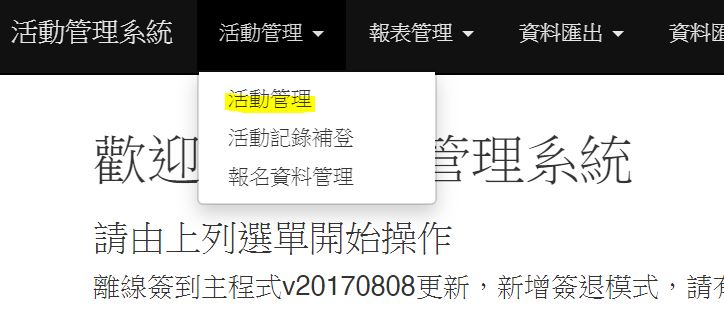 活動管理系統 活動管理 報表管理 資料匯出 資料匯
活動管理
活動記錄補登
報名資料管理
歡迎 管理系統
請由上列選單開始操作
離線簽到主程式v20170808更新，新增簽退模式，請有